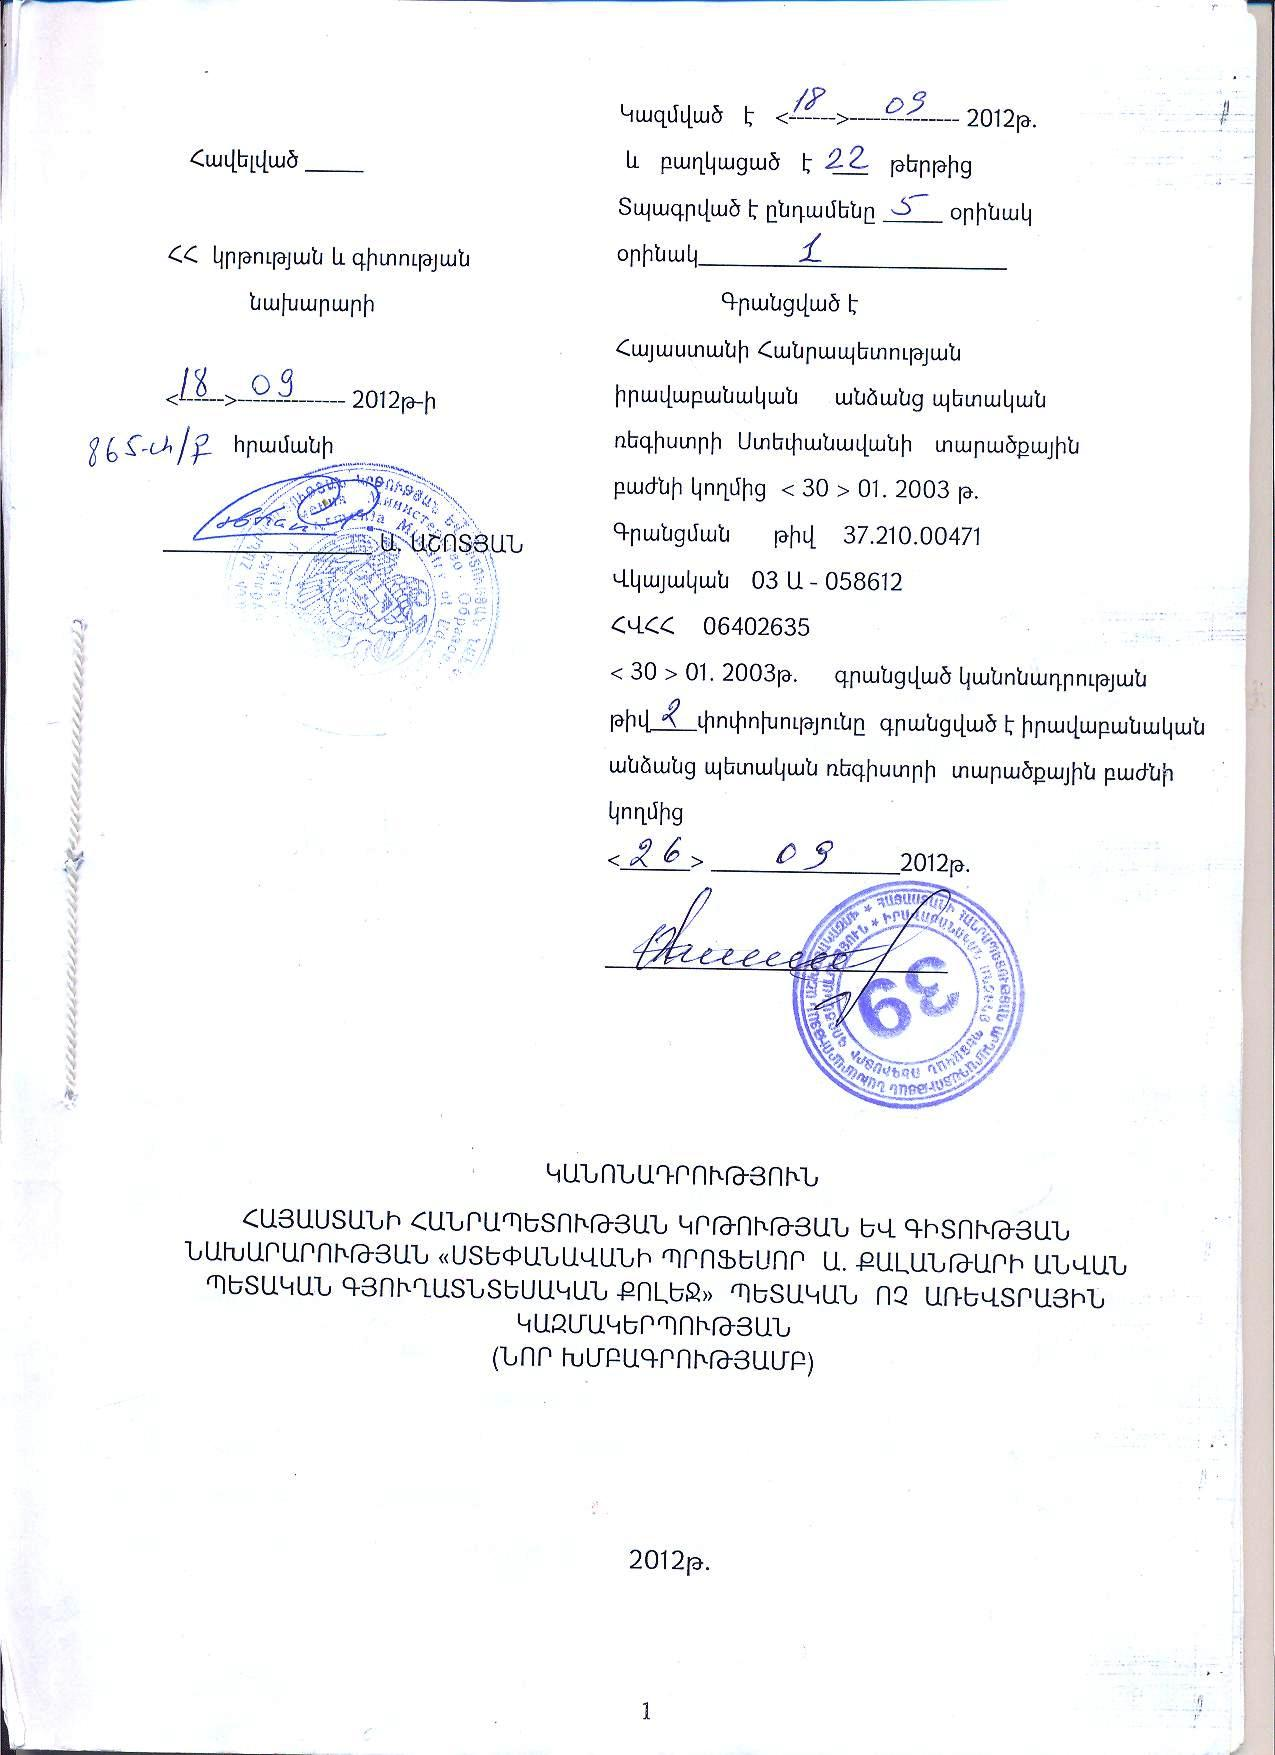 Հավելված _____
ՀՀ կրթության և գիտության
նախարարի
<18>-09- 2012թ-ի
865-Ա/Ք հրամանի
Ա. ԱՇՈՏՅԱՆ
Կազմված է <18>-09- 2012թ.
և բաղկացած է 22 թերթից
Տպագրված է ընդամենը 5 օրինակ
օրինակ 1
Գրանցված է
Հայաստանի Հանրապետության
իրավաբանական անձանց պետական
ռեգիստրի Ստեփանավանի տարածքային
բաժնի կողմից < 30 > 01. 2003 թ.
Գրանցման թիվ 37.210.00471
Վկայական 03 Ա - 058612
ՀՎՀՀ 06402635
< 30 > 01. 2003թ. գրանցված կանոնադրության
թիվ 2 փոփոխությունը գրանցված է իրավաբանական
անձանց պետական ռեգիստրի տարածքային բաժնի
կողմից
<26> 09 2012թ.
39
ԿԱՆՈՆԱԴՐՈՒԹՅՈՒՆ
ՀԱՅԱՍՏԱՆԻ ՀԱՆՐԱՊԵՏՈՒԹՅԱՆ ԿՐԹՈՒԹՅԱՆ ԵՎ ԳԻՏՈՒԹՅԱՆ
ՆԱԽԱՐԱՐՈՒԹՅԱՆ «ՍՏԵՓԱՆԱՎԱՆԻ ՊՐՈՖԵՍՈՐ Ա. ՔԱԼԱՆԹԱՐԻ ԱՆՎԱՆ
ՊԵՏԱԿԱՆ ԳՅՈՒՂԱՏՆՏԵՍԱԿԱՆ ՔՈԼԵՋ» ՊԵՏԱԿԱՆ ՈՉ ԱՌԵՎՏՐԱՅԻՆ
ԿԱԶՄԱԿԵՐՊՈՒԹՅԱՆ
(ՆՈՐ ԽՄԲԱԳՐՈՒԹՅԱՄԲ)
2012թ.
1